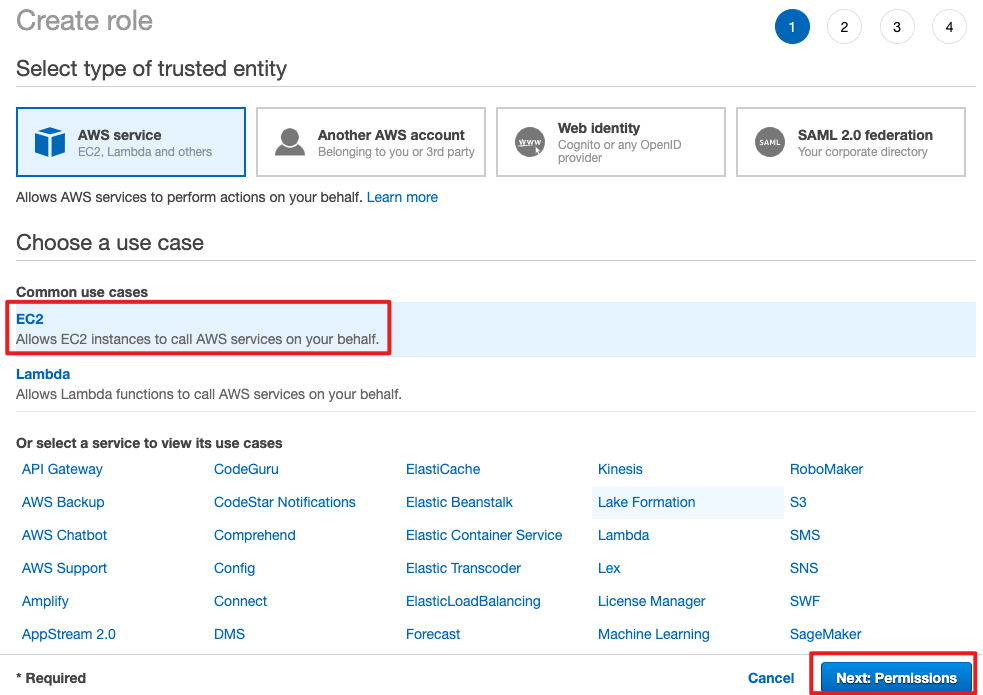 Create role
1 2 3 4
Select type of trusted entity
AWS service
EC2, Lambda and others
Another AWS account
Belonging to you or 3rd party
www
Web identity
Cognito or any OpenID
provider
SAML
SAML 2.0 federation
Your corporate directory
Allows AWS services to perform actions on your behalf. Learn more
Choose a use case
Common use cases
EC2
Allows EC2 instances to call AWS services on your behalf.
Lambda
Allows Lambda functions to call AWS services on your behalf.
Or select a service to view its use cases
API Gateway CodeGuru ElastiCache Kinesis RoboMaker
AWS Backup CodeStar Notifications Elastic Beanstalk Lake Formation S3
AWS Chatbot Comprehend Elastic Container Service Lambda SMS
AWS Support Config Elastic Transcoder Lex SNS
Amplify Connect ElasticLoadBalancing License Manager SWF
AppStream 2.0 DMS Forecast Machine Learning SageMaker
* Required Cancel Next: Permissions